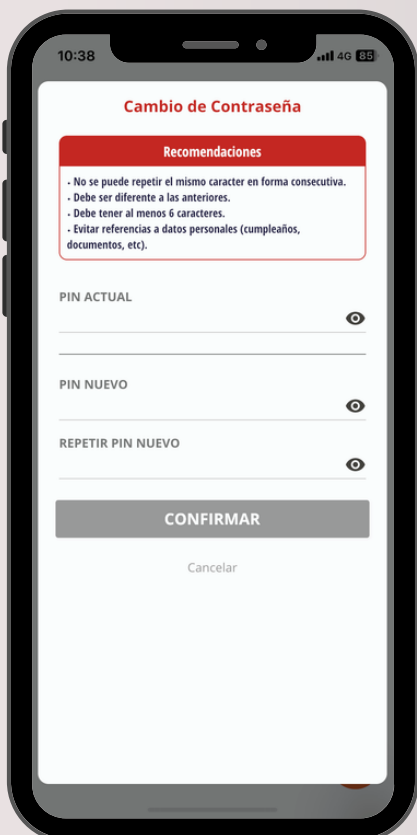 10:38
4G 85
Cambio de Contraseña
Recomendaciones
- No se puede repetir el mismo caracter en forma consecutiva.
- Debe ser diferente a las anteriores.
- Debe tener al menos 6 caracteres.
- Evitar referencias a datos personales (cumpleaños,
documentos, etc).
PIN ACTUAL
PIN NUEVO
REPETIR PIN NUEVO
CONFIRMAR
Cancelar